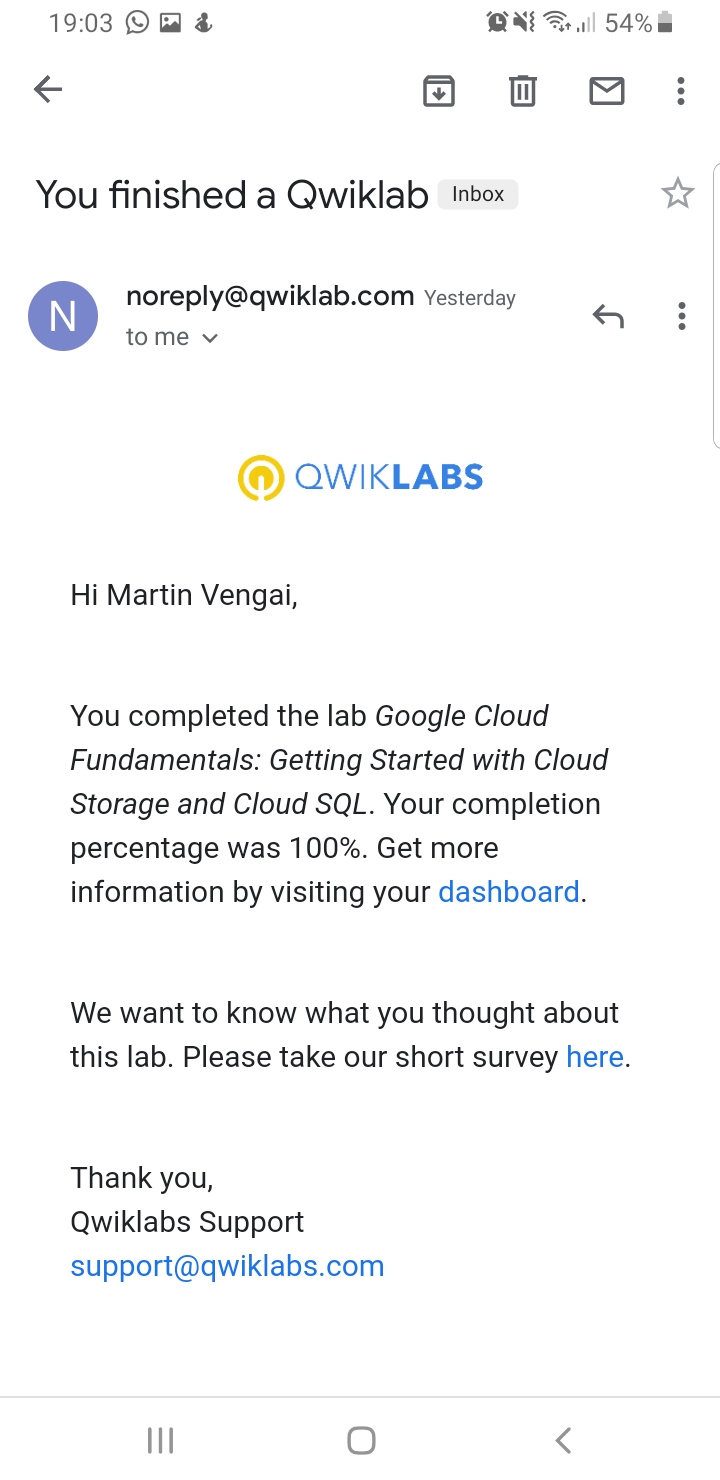 19:03 54%
You finished a Qwiklab Inbox
N
noreply@qwiklab.com Yesterday
to me
QWIKLABS
Hi Martin Vengai,
You completed the lab Google Cloud
Fundamentals: Getting Started with Cloud
Storage and Cloud SQL. Your completion
percentage was 100%. Get more
information by visiting your dashboard.
We want to know what you thought about
this lab. Please take our short survey here.
Thank you,
Qwiklabs Support
support@qwiklabs.com